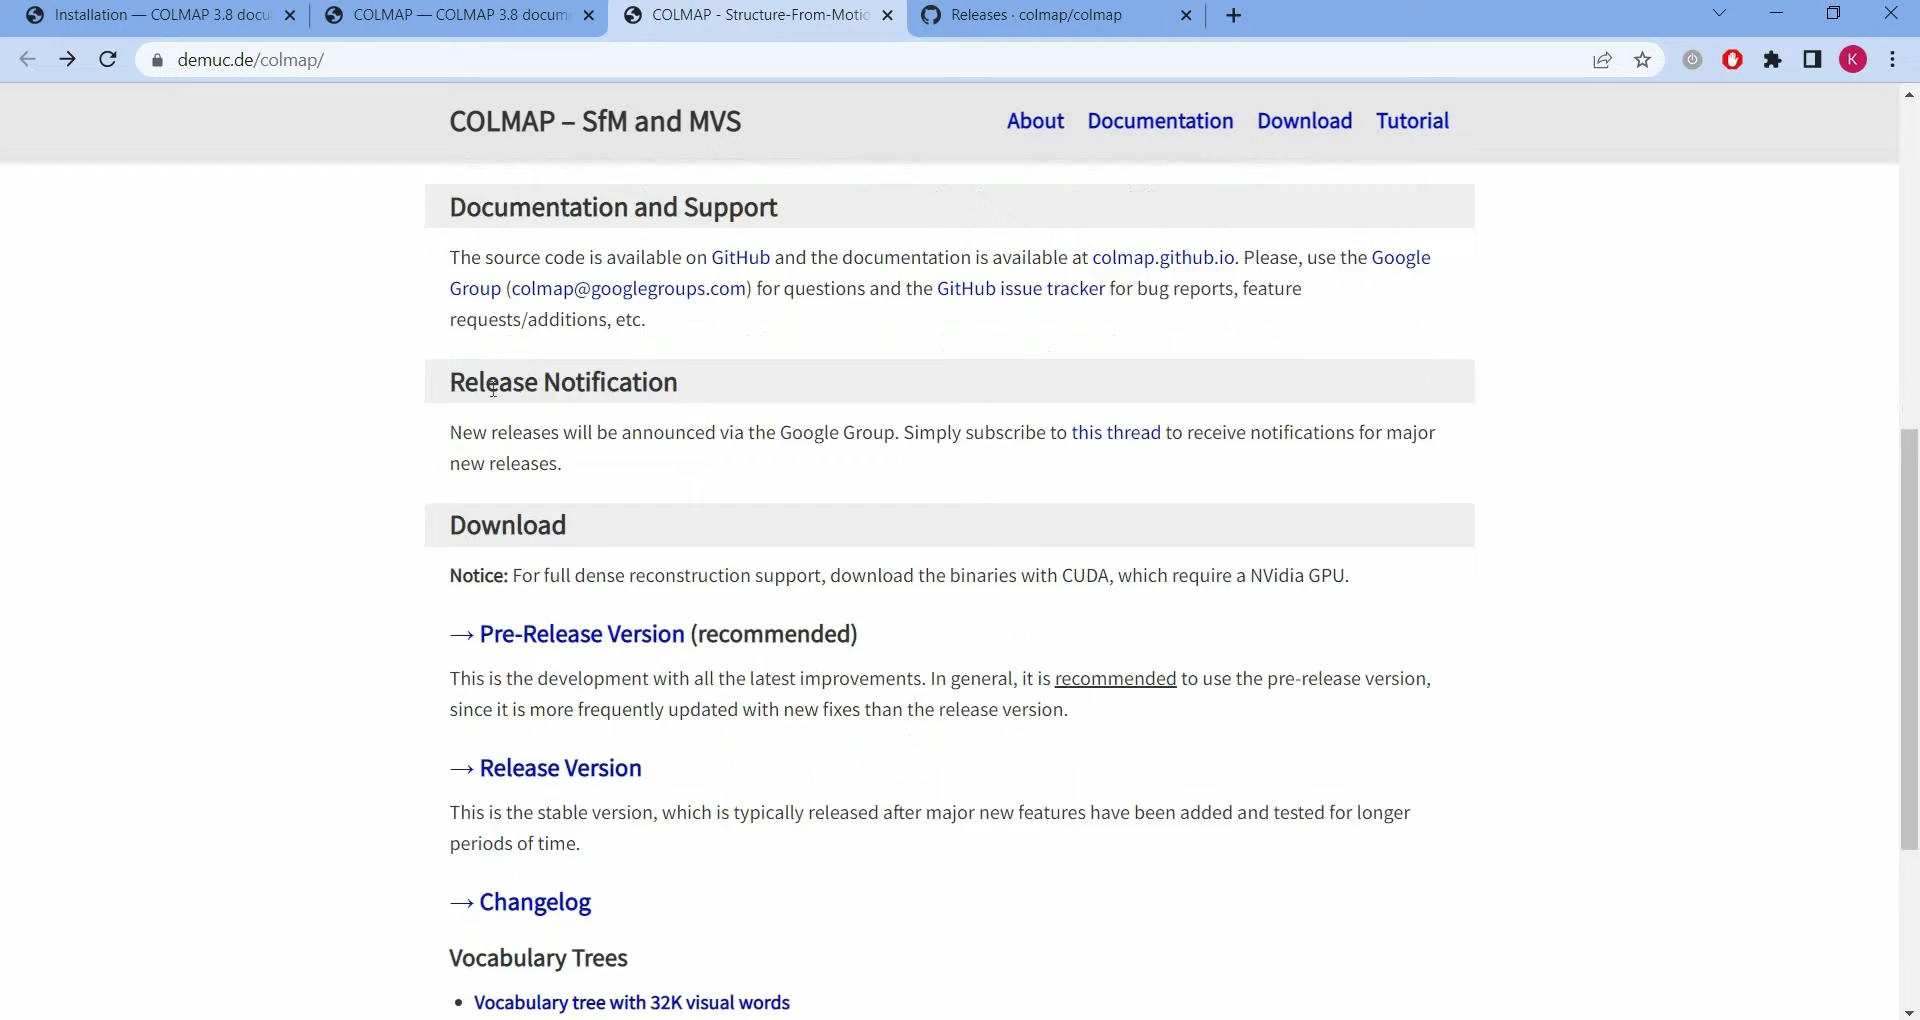 Installation — COLMAP 3.8 docu
COLMAP — COLMAP 3.8 docum
COLMAP - Structure-From-Motio
Releases · colmap/colmap
demuc.de/colmap/
K
COLMAP – SfM and MVS
About Documentation Download Tutorial
Documentation and Support
The source code is available on GitHub and the documentation is available at colmap.github.io. Please, use the Google
Group (colmap@googlegroups.com) for questions and the GitHub issue tracker for bug reports, feature
requests/additions, etc.
Release Notification
New releases will be announced via the Google Group. Simply subscribe to this thread to receive notifications for major
new releases.
Download
Notice: For full dense reconstruction support, download the binaries with CUDA, which require a NVidia GPU.
→ Pre-Release Version (recommended)
This is the development with all the latest improvements. In general, it is recommended to use the pre-release version,
since it is more frequently updated with new fixes than the release version.
→ Release Version
This is the stable version, which is typically released after major new features have been added and tested for longer
periods of time.
→ Changelog
Vocabulary Trees
• Vocabulary tree with 32K visual words